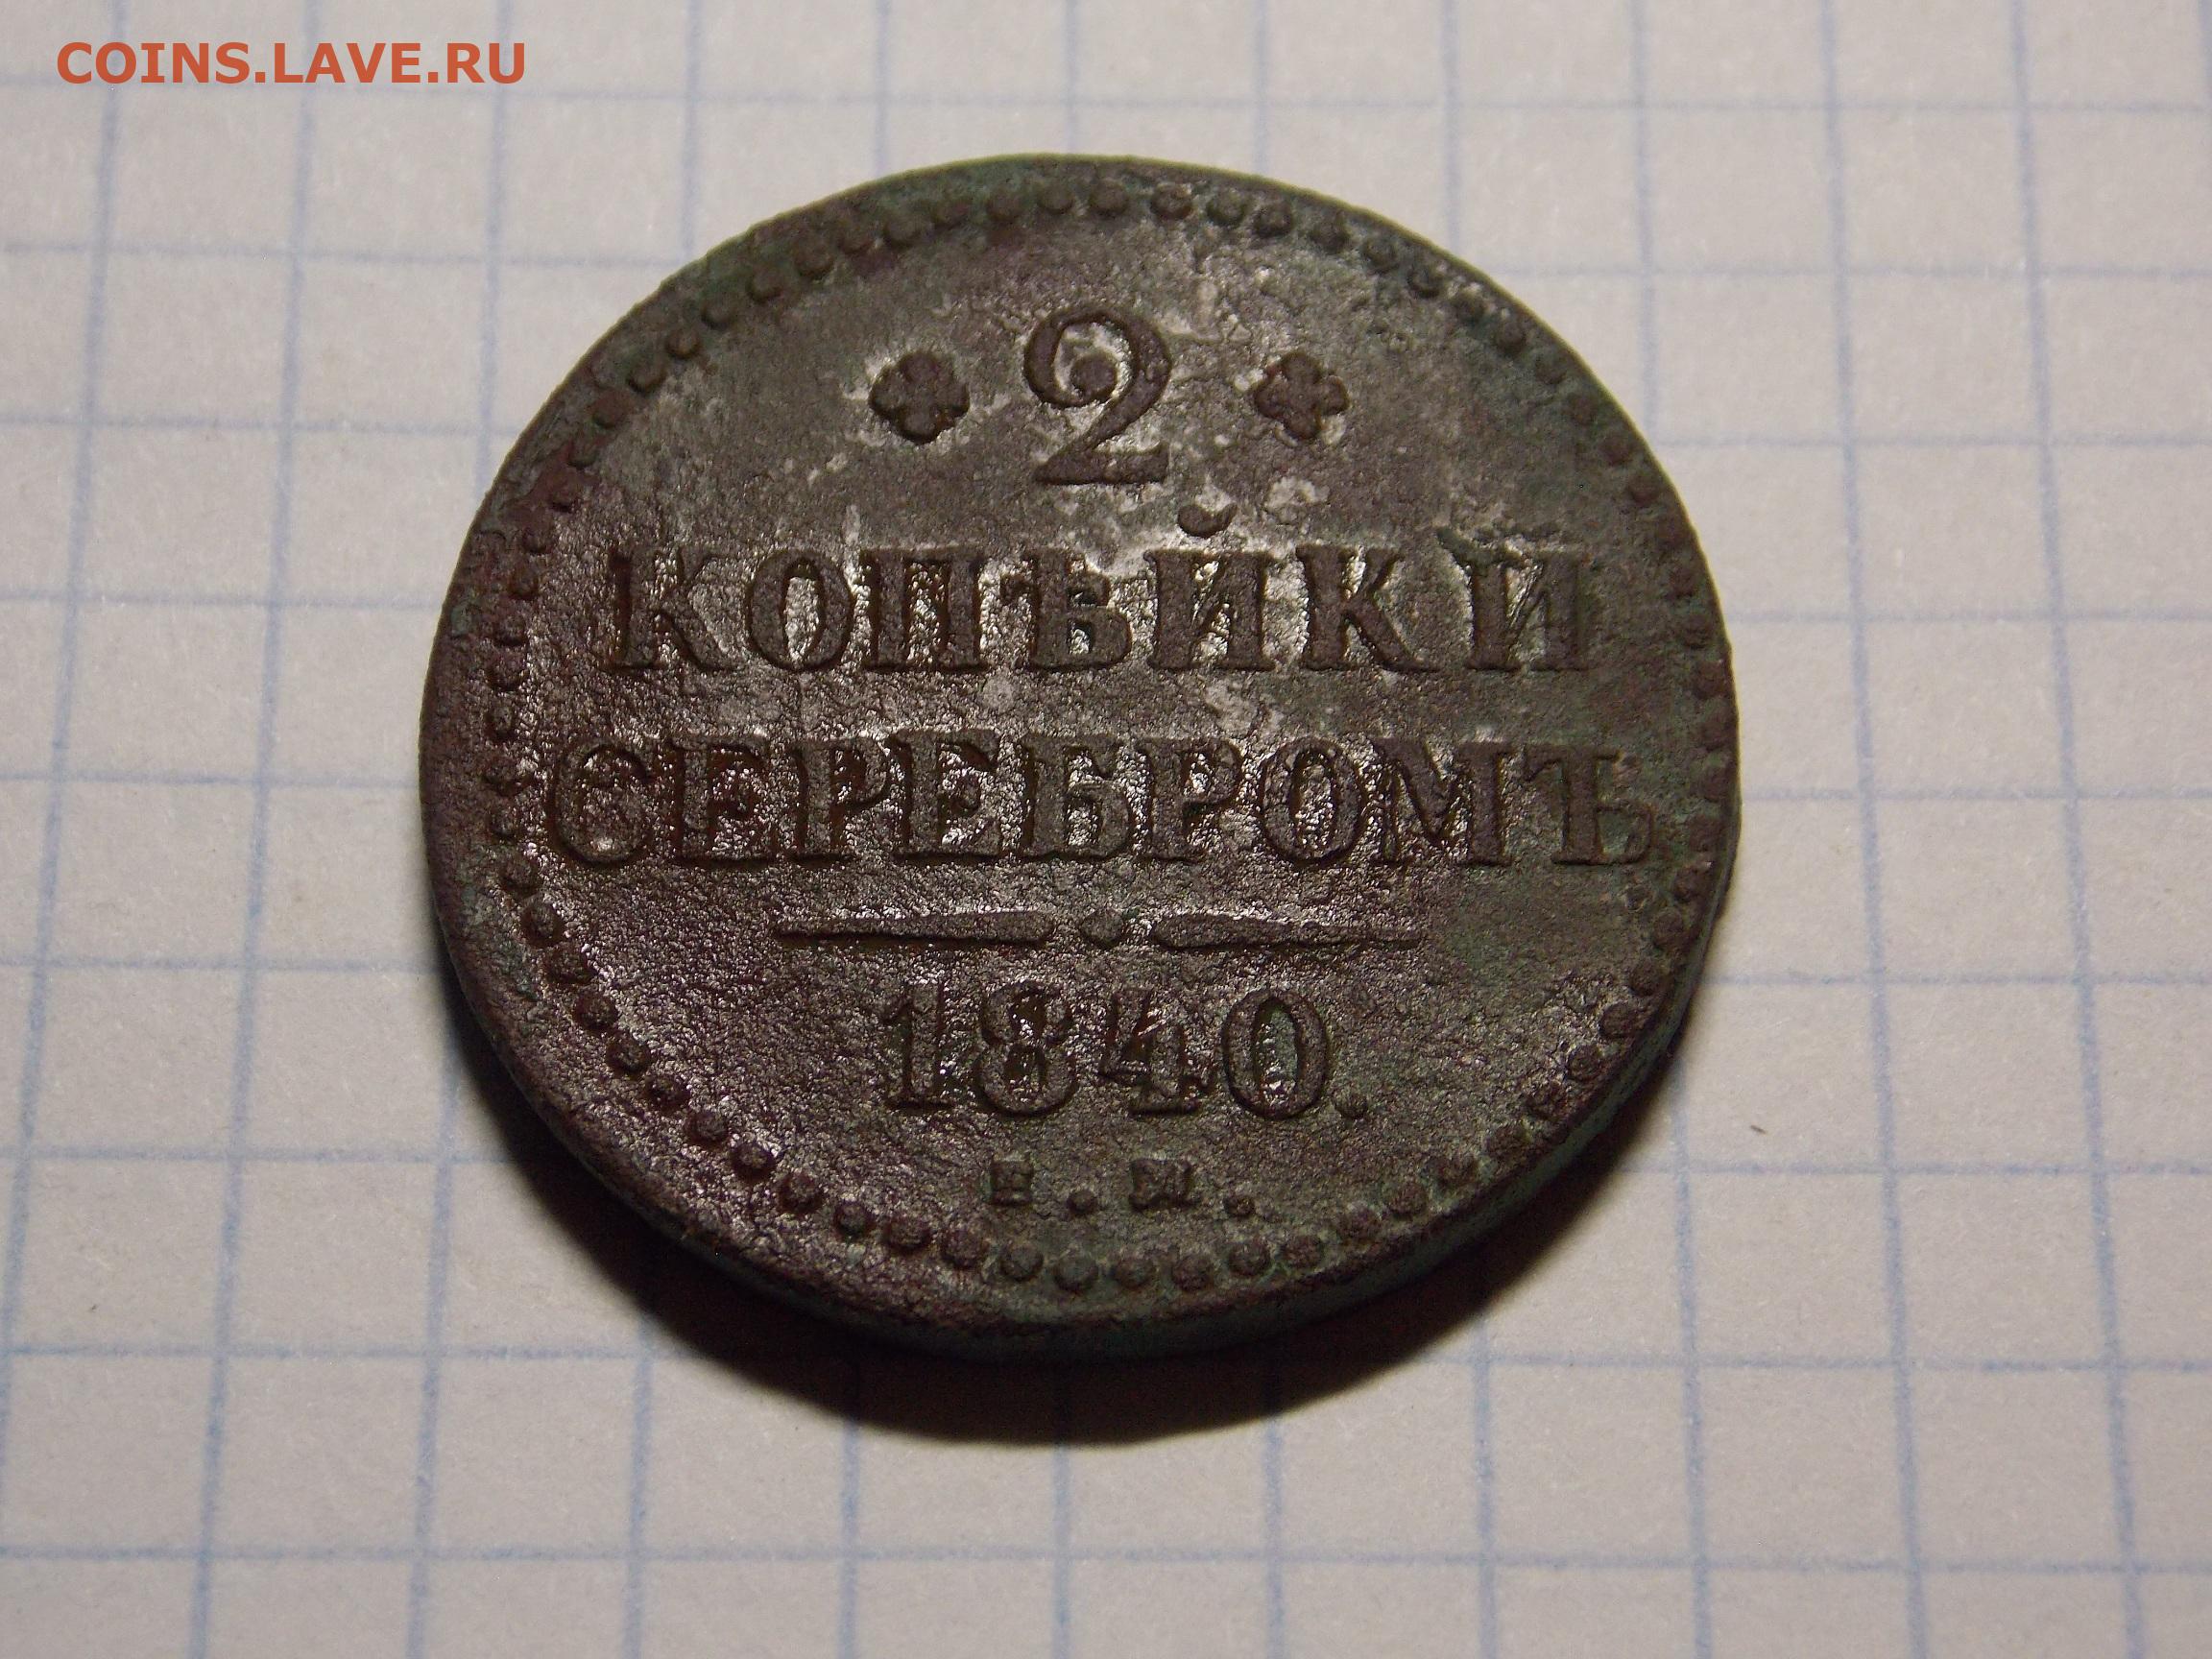 COINS.LAVE.RU
2
КОПѢЙКИ
СЕРЕБРОМЪ
1840.
Е.М.